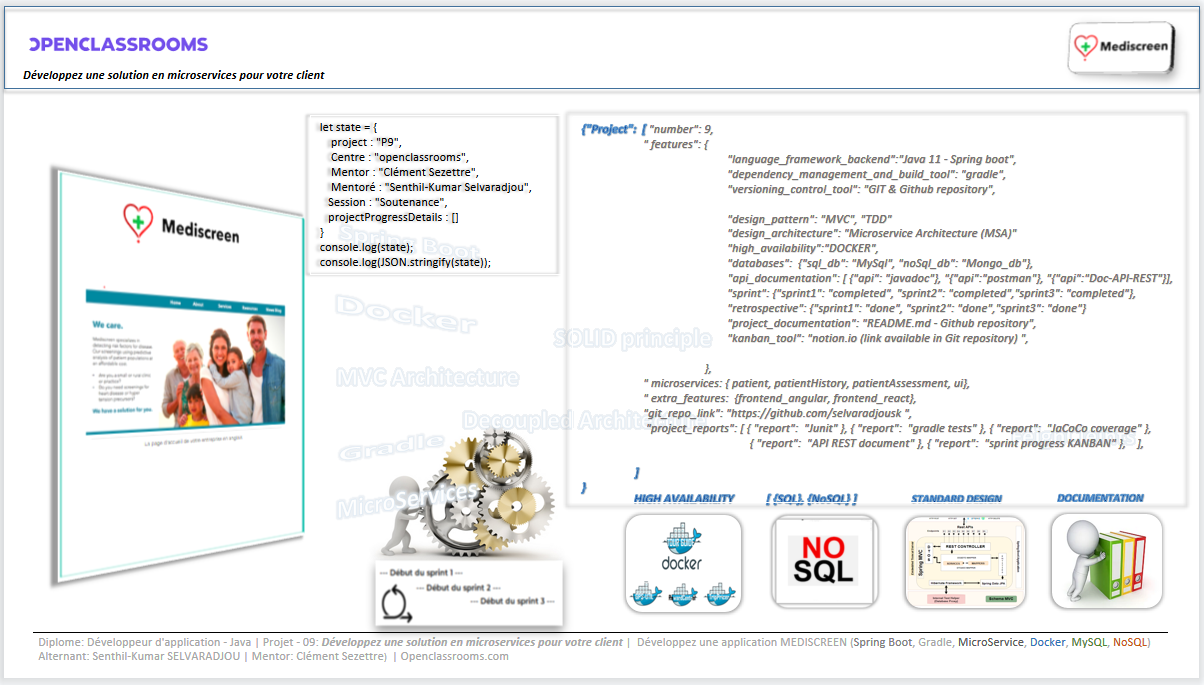 OPENCLASSROOMS
Mediscreen
Développez une solution en microservices pour votre client
let state = {
project : "P9",
Centre : "openclassrooms",
Mentor : "Clément Sezettre",
Mentoré : "Senthil-Kumar Selvaradjou",
Session : "Soutenance",
projectProgressDetails : []
}
console.log(state);
console.log(JSON.stringify(state));
Spring Boot
Docker
MVC Architecture
Decoupled Architecture
Gradle
MicroServices
SOLID principle
Mediscreen
Home About Services Resources
We care.
Mediscreen specialises in
detecting risk factors for disease.
Our screenings using predictive
analysis of patient populations at
an affordable cost.
We have a solution for you.
La page d'accueil de votre entreprise en anglais
{"Project": [ "number": 9,
" features": {
"language_framework_backend":"Java 11 - Spring boot",
"dependency_management_and_build_tool": "gradle",
"versioning_control_tool": "GIT & Github repository",
"design_pattern": "MVC", "TDD"
"design_architecture": "Microservice Architecture (MSA)"
"high_availability":"DOCKER",
"databases": {"sql_db": "MySql", "noSql_db": "Mongo_db"},
"api_documentation": [ {"api": "javadoc"}, "{"api":"postman"}, "{"api":"Doc-API-REST"}],
"sprint": {"sprint1": "completed", "sprint2": "completed","sprint3": "completed"},
"retrospective": {"sprint1": "done", "sprint2": "done","sprint3": "done"}
"project_documentation": "README.md - Github repository",
"kanban_tool": "notion.io (link available in Git repository) ",
},
" microservices: { patient, patientHistory, patientAssessment, ui},
" extra_features: {frontend_angular, frontend_react},
"git_repo_link": "https://github.com/selvaradjousk ",
"project_reports": [ { "report": "Junit" }, { "report": "gradle tests" }, { "report": "JaCoCo coverage" },
{ "report": "API REST document" }, { "report": "sprint progress KANBAN" }, ],
]
}
HIGH AVAILABILITY
[ {SQL}, {NoSQL} ]
STANDARD DESIGN
DOCUMENTATION
docker
NO
SQL
REST CONTROLLER
Spring MVC
--- Début du sprint 1 ---
--- Début du sprint 2 ---
--- Début du sprint 3 ---
Diplome: Développeur d'application - Java | Projet - 09: Développez une solution en microservices pour votre client | Développez une application MEDISCREEN (Spring Boot, Gradle, MicroService, Docker, MySQL, NoSQL)
Alternant: Senthil-Kumar SELVARADJOU | Mentor: Clément Sezettre) | Openclassrooms.com